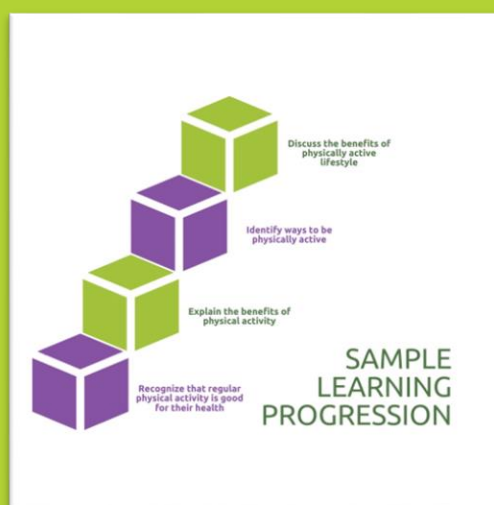 Discuss the benefits of
physically active
lifestyle
Identify ways to be
physically active
Explain the benefits of
physical activity
Recognize that regular
physical activity is good
for their health
SAMPLE
LEARNING
PROGRESSION